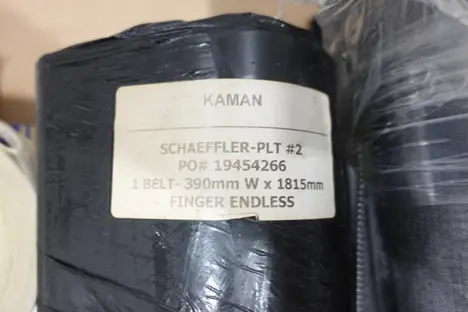 KAMAN
SCHAEFFLER-PLT #2
PO# 19454266
1 BELT- 390mm W x 1815mm
FINGER ENDLESS